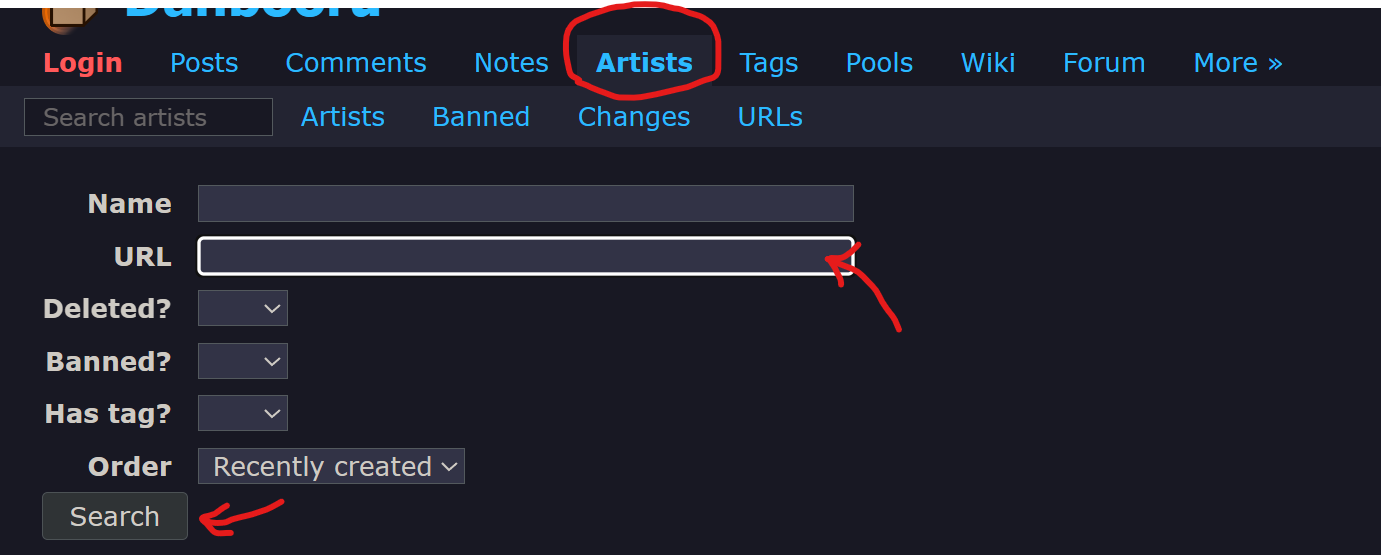 Danbooru
Login Posts Comments Notes Artists Tags Pools Wiki Forum More »
Search artists Artists Banned Changes URLs
Name
URL
Deleted?
Banned?
Has tag?
Order Recently created
Search